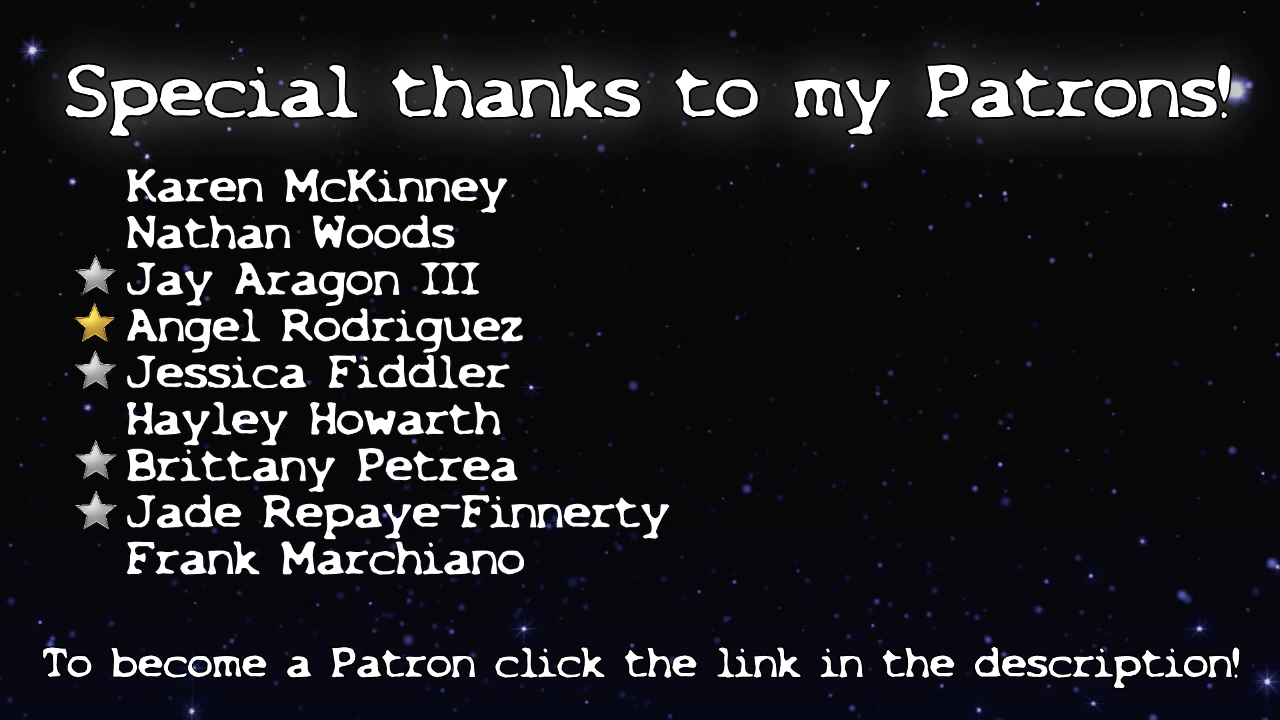 Special thanks to my Patrons!
Karen McKinney
Nathan Woods
Jay Aragon III
Angel Rodriguez
Jessica Fiddler
Hayley Howarth
Brittany Petrea
Jade Repaye-Finnerty
Frank Marchiano
To become a Patron click the link in the description!